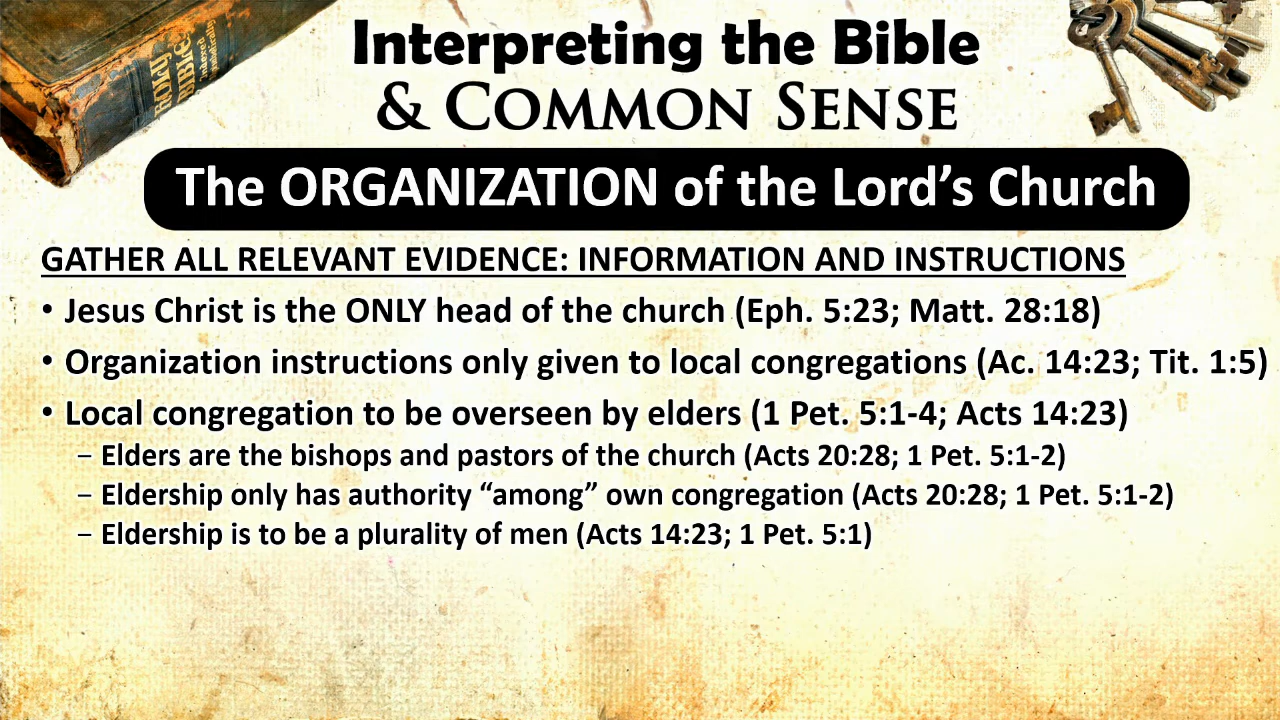 HOLY
BIBLE
Indexed
Interpreting the Bible
& COMMON SENSE
The ORGANIZATION of the Lord’s Church
GATHER ALL RELEVANT EVIDENCE: INFORMATION AND INSTRUCTIONS
• Jesus Christ is the ONLY head of the church (Eph. 5:23; Matt. 28:18)
• Organization instructions only given to local congregations (Ac. 14:23; Tit. 1:5)
• Local congregation to be overseen by elders (1 Pet. 5:1-4; Acts 14:23)
– Elders are the bishops and pastors of the church (Acts 20:28; 1 Pet. 5:1-2)
– Eldership only has authority “among” own congregation (Acts 20:28; 1 Pet. 5:1-2)
– Eldership is to be a plurality of men (Acts 14:23; 1 Pet. 5:1)